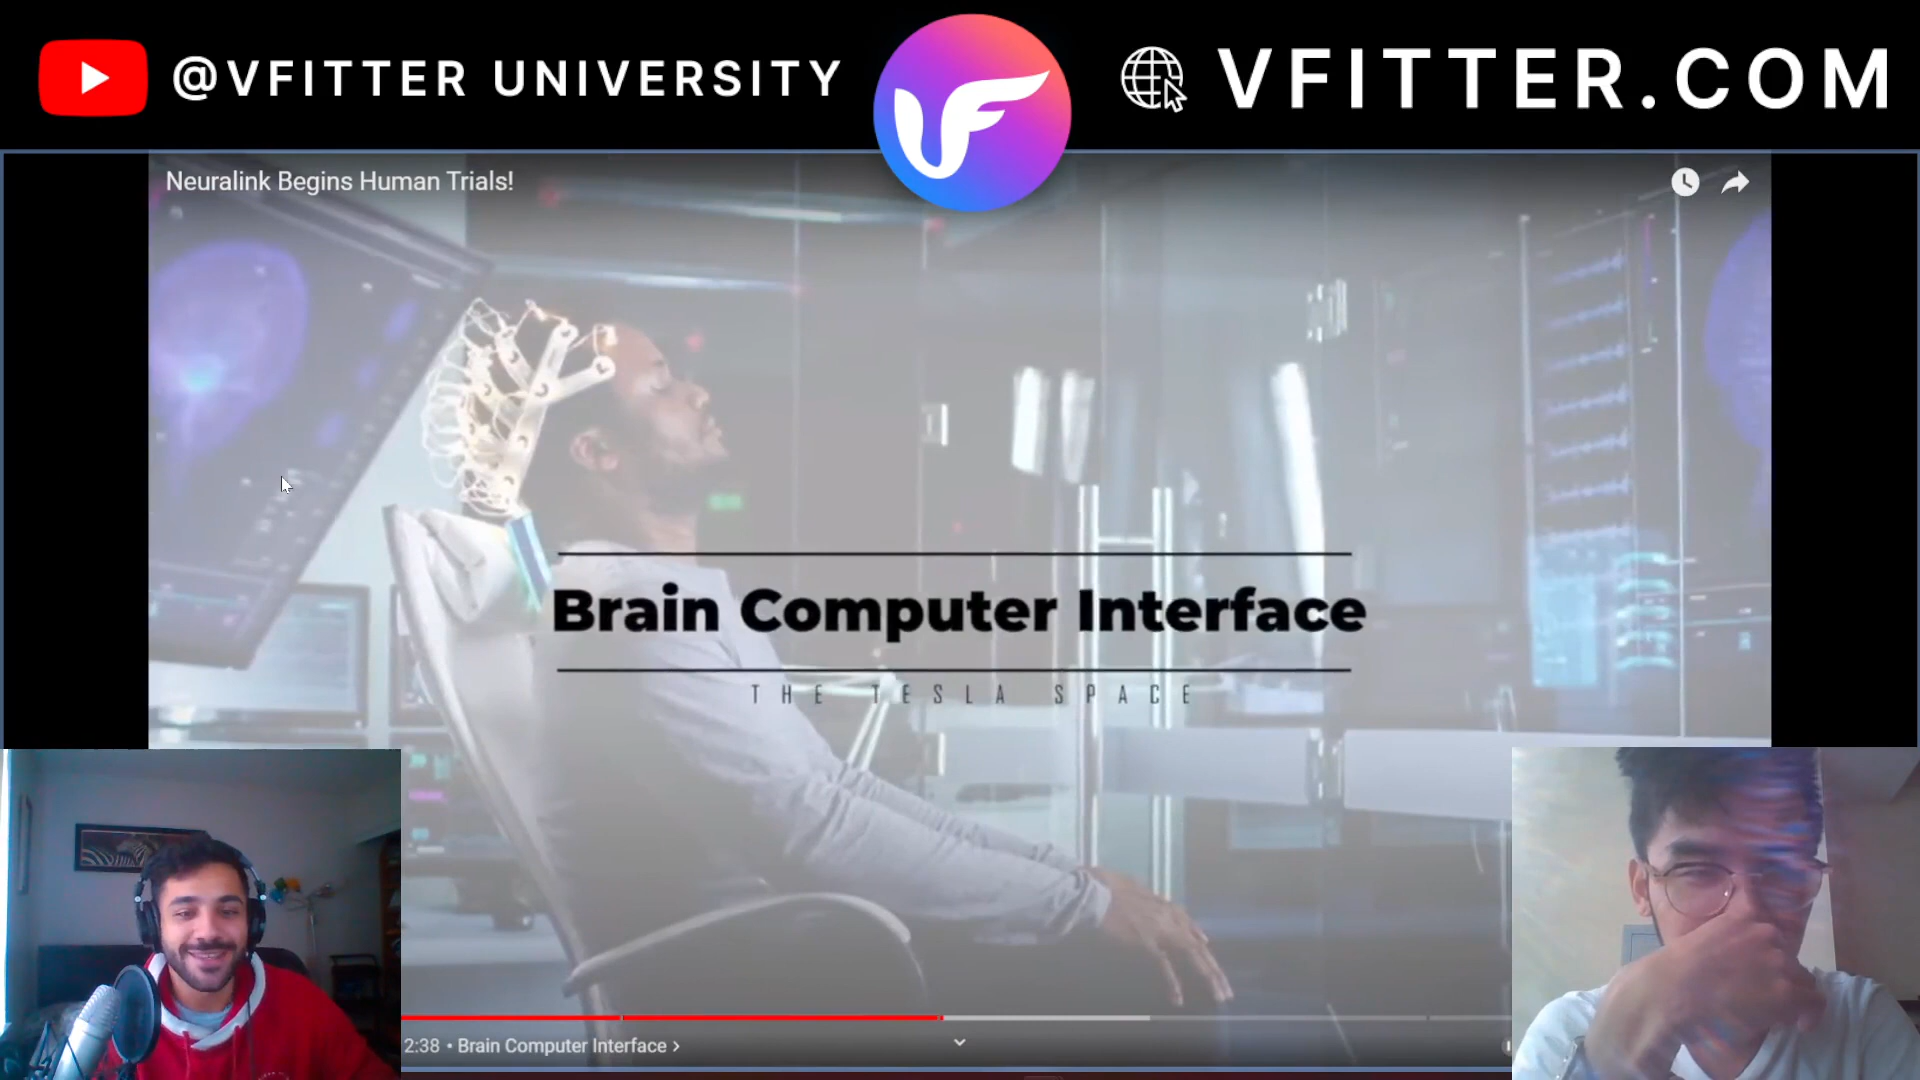 @VFITTER UNIVERSITY
VF
VFITTER.COM
Neuralink Begins Human Trials!
Brain Computer Interface
THE TESLA SPACE
2:38 • Brain Computer Interface >